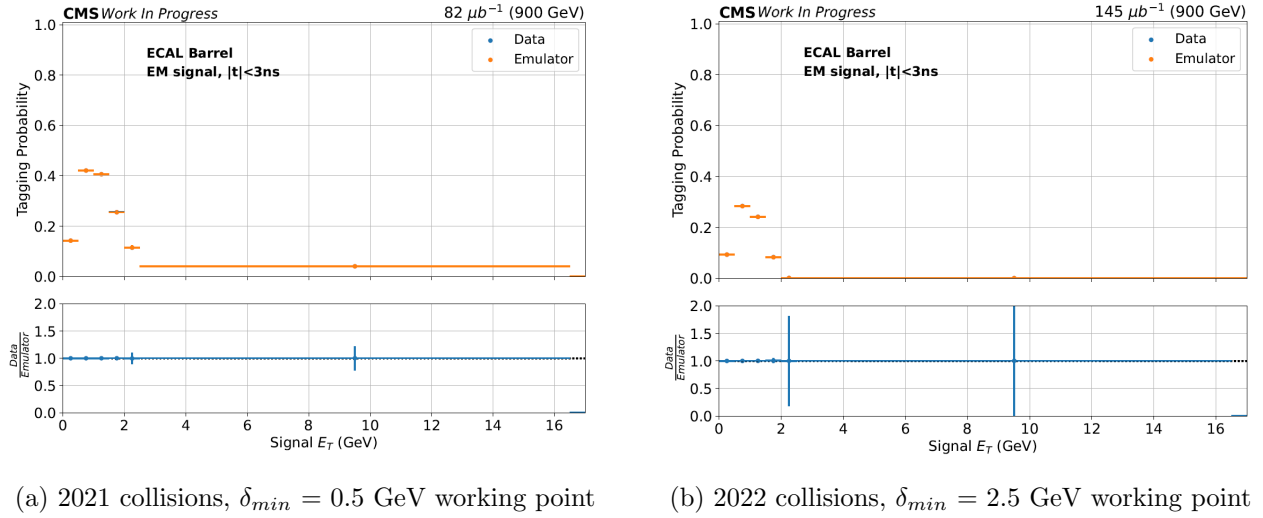 CMS Work In Progress 82 μb⁻¹ (900 GeV)
1.0
0.8
0.6
0.4
0.2
0.0
Tagging Probability
ECAL Barrel
EM signal, |t|<3ns
Data
Emulator
2.0
1.5
1.0
0.5
0.0
Data
Emulator
0 2 4 6 8 10 12 14 16
Signal E_T (GeV)
(a) 2021 collisions, δ_min = 0.5 GeV working point
CMS Work In Progress 145 μb⁻¹ (900 GeV)
1.0
0.8
0.6
0.4
0.2
0.0
Tagging Probability
ECAL Barrel
EM signal, |t|<3ns
Data
Emulator
2.0
1.5
1.0
0.5
0.0
Data
Emulator
0 2 4 6 8 10 12 14 16
Signal E_T (GeV)
(b) 2022 collisions, δ_min = 2.5 GeV working point